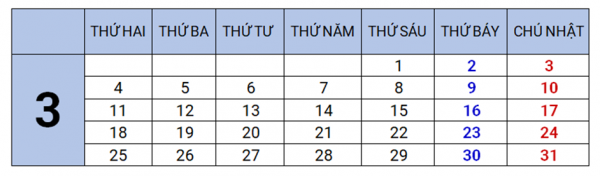 THỨ HAI THỨ BA THỨ TƯ THỨ NĂM THỨ SÁU THỨ BẢY CHỦ NHẬT
3
1 2 3
4 5 6 7 8 9 10
11 12 13 14 15 16 17
18 19 20 21 22 23 24
25 26 27 28 29 30 31